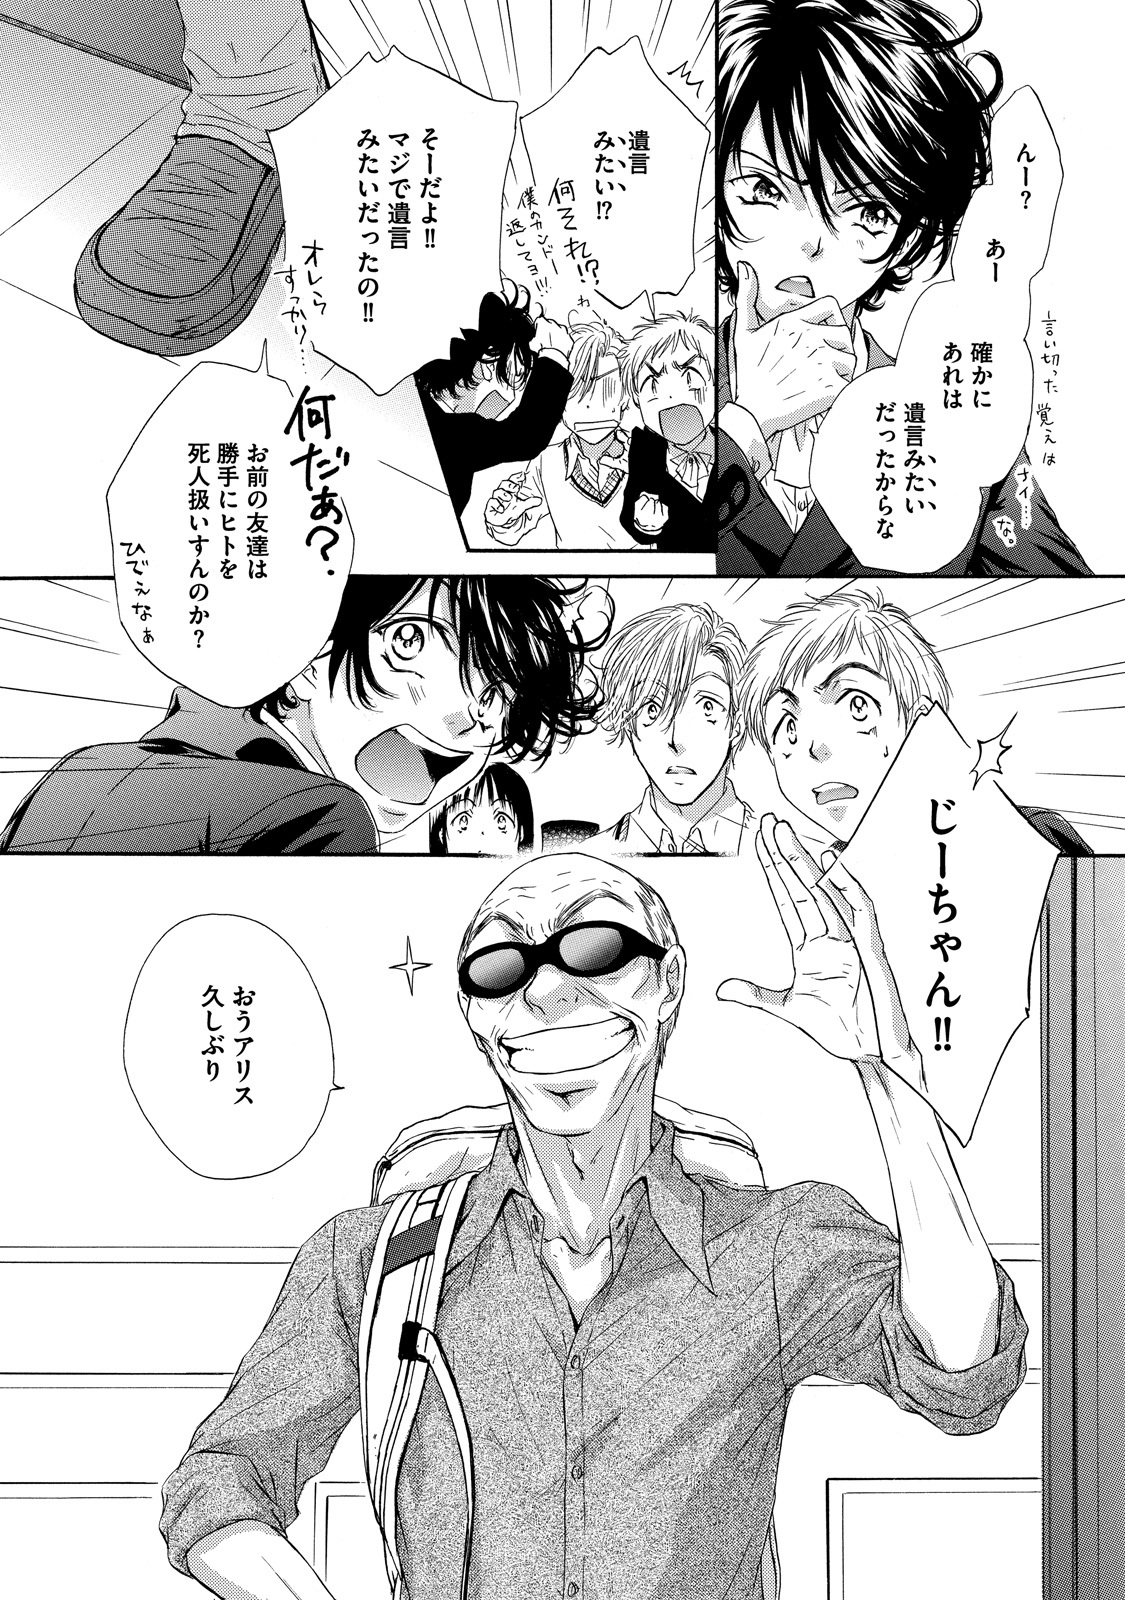 んー?
あー
確かに
あれは
遺言みたい
だったからな
言い切った覚えは
ナイ…
な。
遺言
みたい!?
何それ!?
わ
僕のカンドー
返してヨ!!!
そーだよ!!
マジで遺言
みたいだったの!!
オレら
すっかり…
何だぁ?
お前の友達は
勝手にヒトを
死人扱いすんのか?
ひでぇなぁ
じーちゃん!!
おうアリス
久しぶり